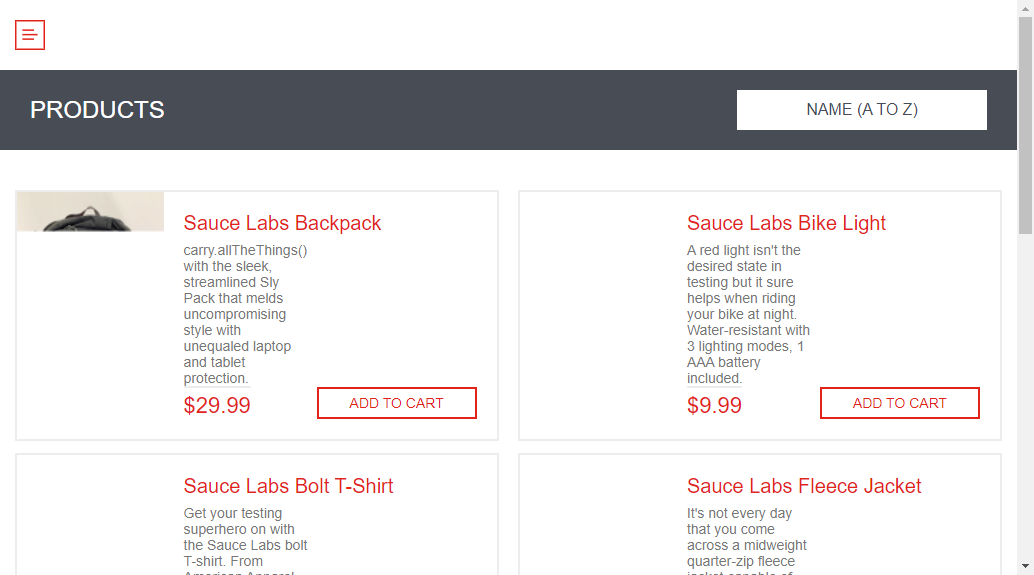 PRODUCTS
NAME (A TO Z)
Sauce Labs Backpack
carry.allTheThings()
with the sleek,
streamlined Sly
Pack that melds
uncompromising
style with
unequaled laptop
and tablet
protection.
$29.99
ADD TO CART
Sauce Labs Bike Light
A red light isn't the
desired state in
testing but it sure
helps when riding
your bike at night.
Water-resistant with
3 lighting modes, 1
AAA battery
included.
$9.99
ADD TO CART
Sauce Labs Bolt T-Shirt
Get your testing
superhero on with
the Sauce Labs bolt
T-shirt. From
American Apparel
Sauce Labs Fleece Jacket
It's not every day
that you come
across a midweight
quarter-zip fleece
jacket capable of